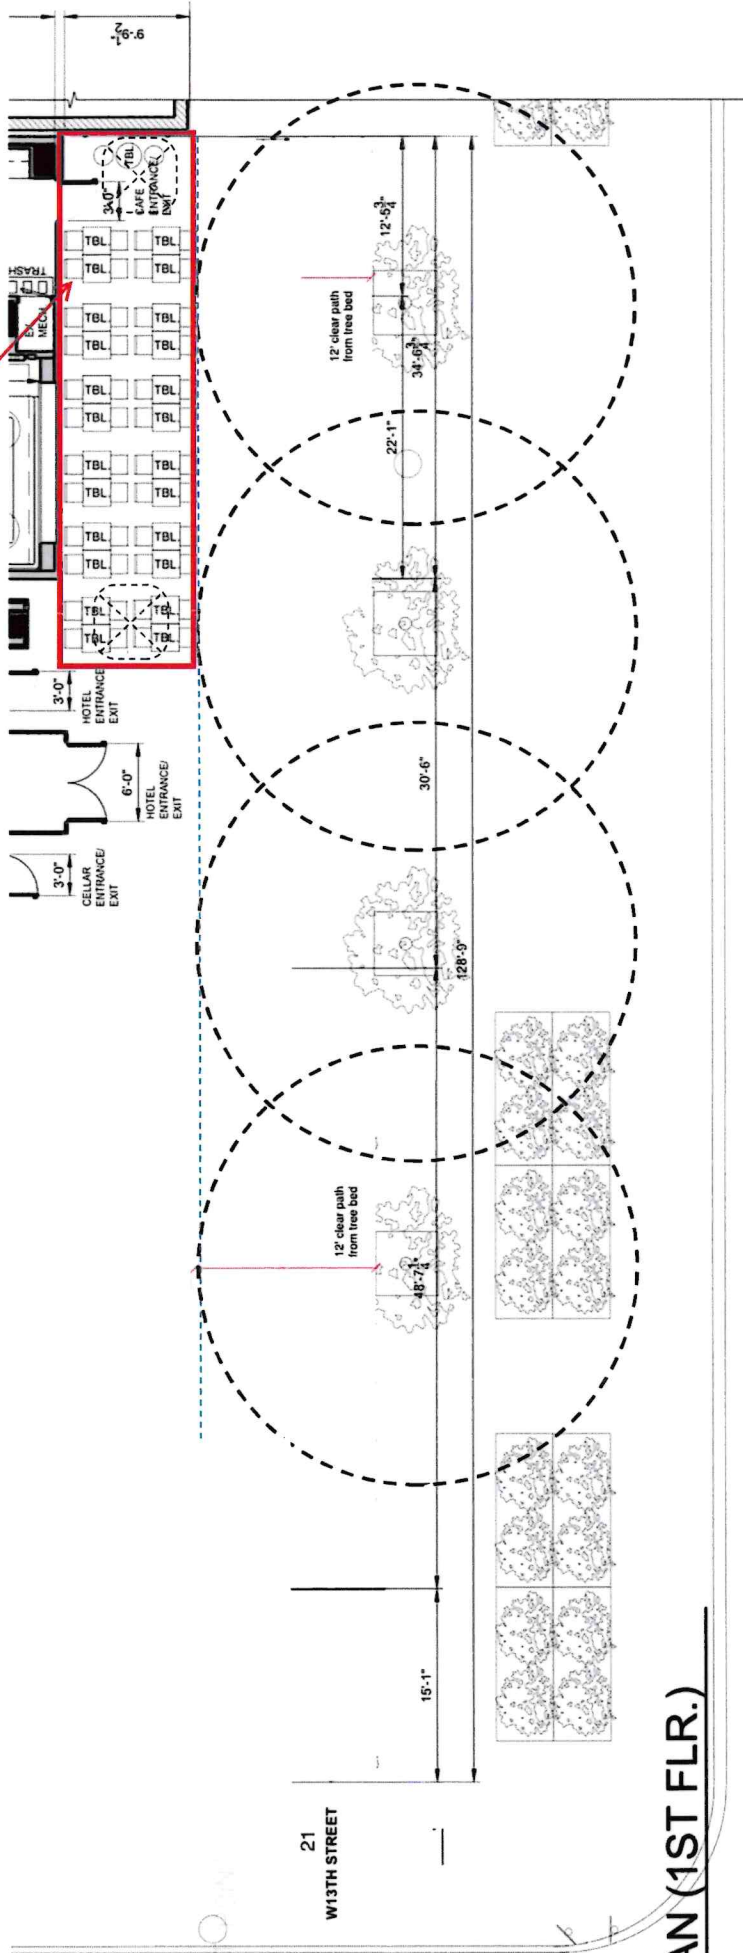 9'-9½"
TBL
3'-0"
CAFE
ENTRANCE/
EXIT
TRASH
TBL. TBL.
TBL. TBL.
MECH.
TBL. TBL.
TBL. TBL.
TBL. TBL.
TBL. TBL.
TBL. TBL.
TBL. TBL.
TBL. TBL.
TBL. TBL.
TBL. TBL.
TBL. TBL.
12'-5¾"
12' clear path
from tree bed
34'-6¾"
22'-1"
3'-0"
HOTEL
ENTRANCE/
EXIT
6'-0"
HOTEL
ENTRANCE/
EXIT
3'-0"
CELLAR
ENTRANCE/
EXIT
30'-6"
128'-9"
12' clear path
from tree bed
48'-7¼"
15'-1"
21
W13TH STREET
AN (1ST FLR.)